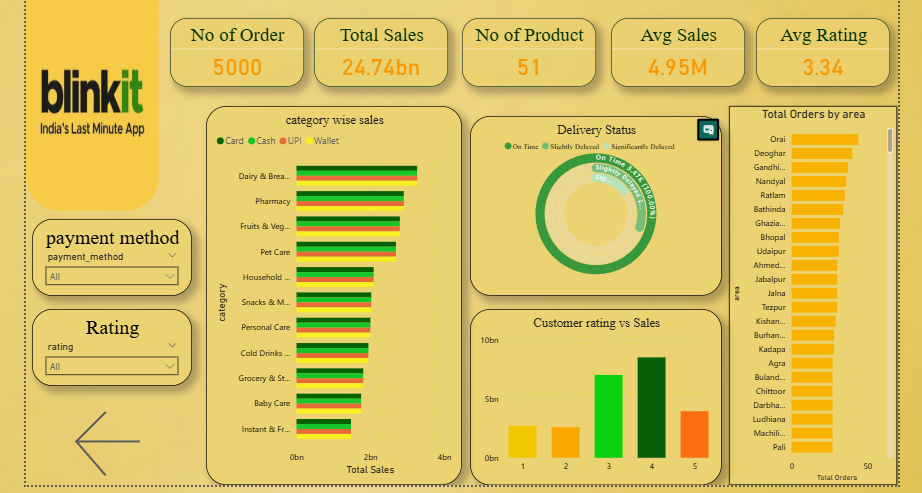 blinkit
India's Last Minute App
No of Order
5000
Total Sales
24.74bn
No of Product
51
Avg Sales
4.95M
Avg Rating
3.34
payment method
payment_method
All
Rating
rating
All
category wise sales
Card Cash UPI Wallet
category
Dairy & Brea...
Pharmacy
Fruits & Veg...
Pet Care
Household ...
Snacks & M...
Personal Care
Cold Drinks ...
Grocery & St...
Baby Care
Instant & Fr...
0bn 2bn 4bn
Total Sales
Delivery Status
On Time Slightly Delayed Significantly Delayed
On Time 3.47K (100.00%)
Slightly Delayed 1...
Sig...
Customer rating vs Sales
10bn
5bn
0bn
1 2 3 4 5
Total Orders by area
area
Orai
Deoghar
Gandhi...
Nandyal
Ratlam
Bathinda
Ghazia...
Bhopal
Udaipur
Ahmed...
Jabalpur
Jalna
Tezpur
Kishan...
Burhan...
Kadapa
Agra
Buland...
Chittoor
Darbha...
Ludhiana
Machili...
Pali
0 50
Total Orders